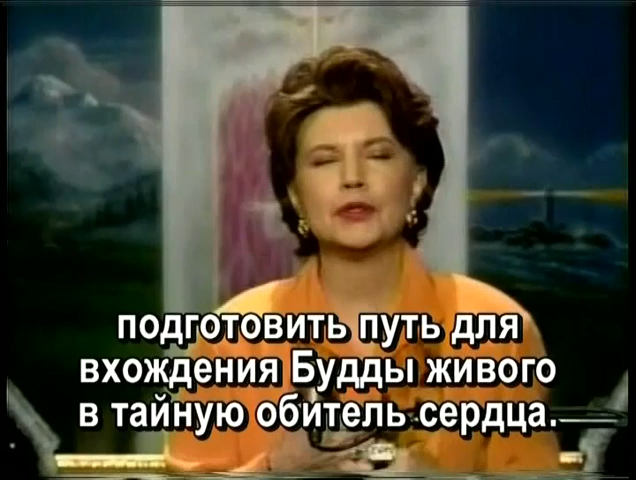 подготовить путь для
вхождения Будды живого
в тайную обитель сердца.